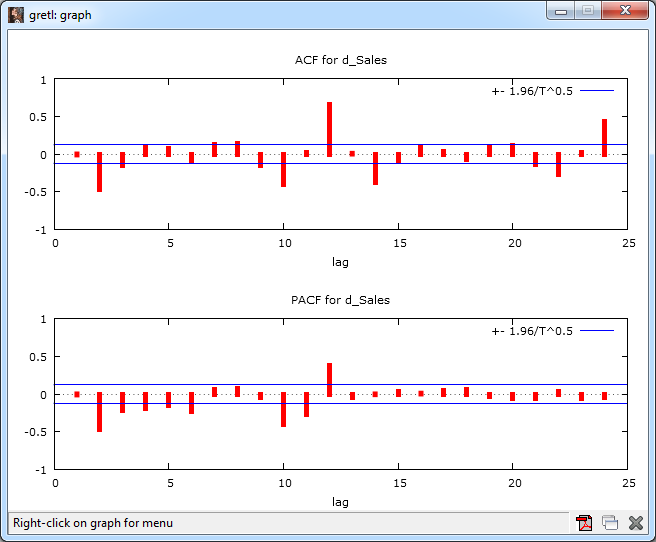 gretl: graph
ACF for d_Sales
+- 1.96/T^0.5
1
0.5
0
-0.5
-1
0 5 10 15 20 25
lag
PACF for d_Sales
+- 1.96/T^0.5
1
0.5
0
-0.5
-1
0 5 10 15 20 25
lag
Right-click on graph for menu